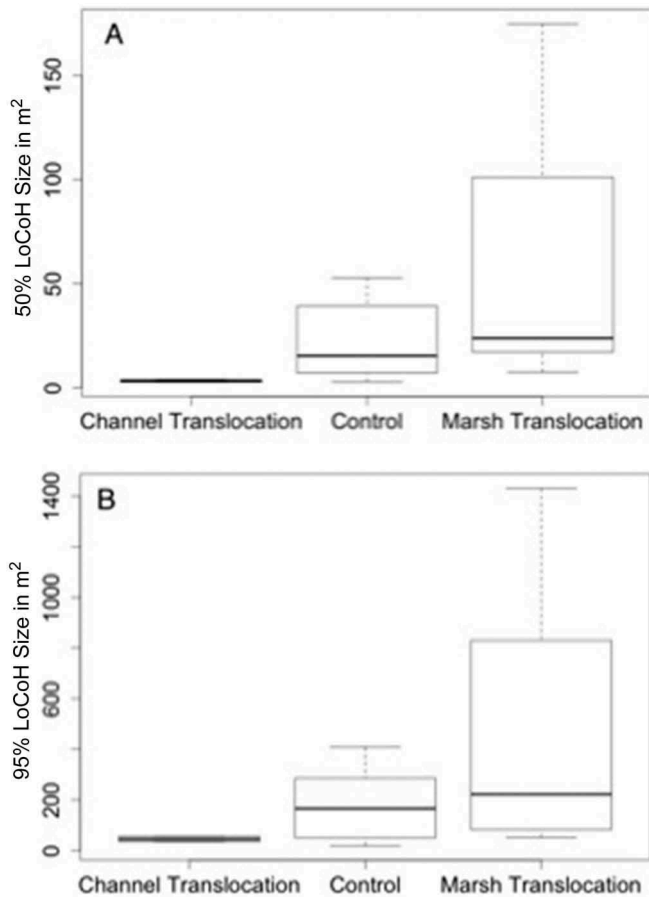 A
50% LoCoH Size in m²
150
100
50
0
Channel Translocation Control Marsh Translocation
B
95% LoCoH Size in m²
1400
1000
600
200
0
Channel Translocation Control Marsh Translocation